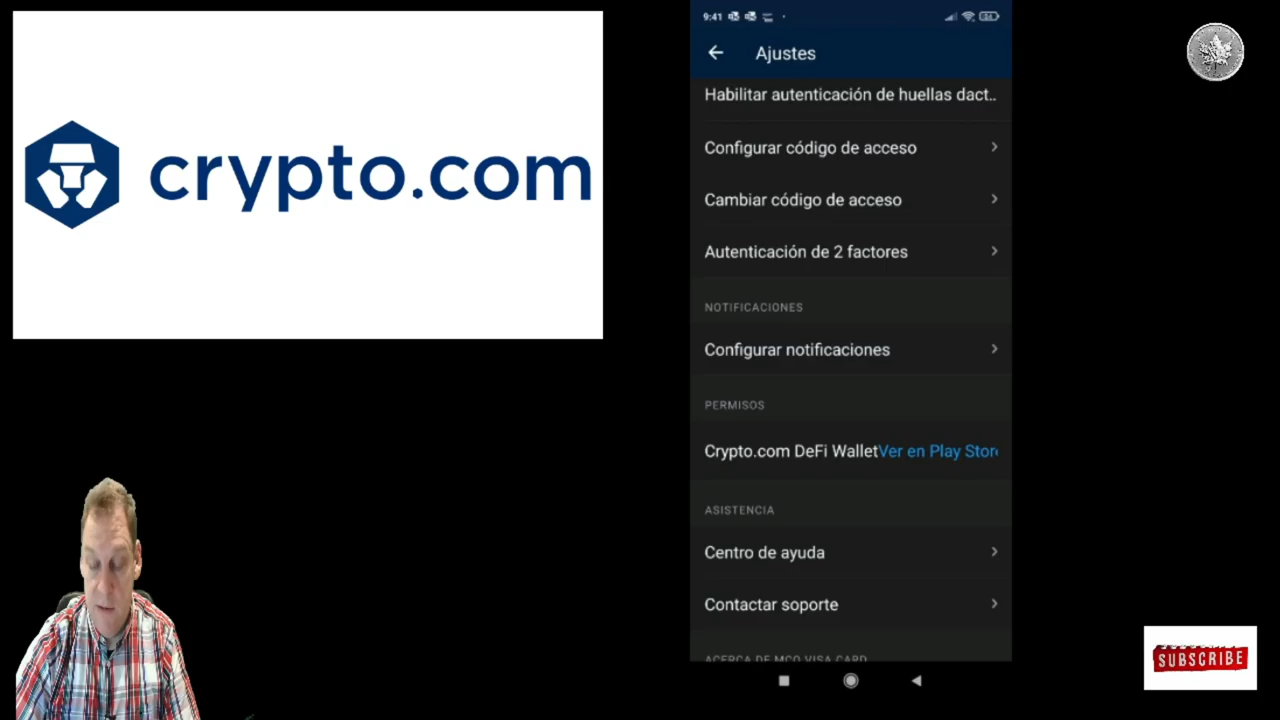 crypto.com
9:41
Ajustes
Habilitar autenticación de huellas dact..
Configurar código de acceso
Cambiar código de acceso
Autenticación de 2 factores
NOTIFICACIONES
Configurar notificaciones
PERMISOS
Crypto.com DeFi Wallet Ver en Play Stor
ASISTENCIA
Centro de ayuda
Contactar soporte
ACERCA DE MCO VISA CARD
SUBSCRIBE